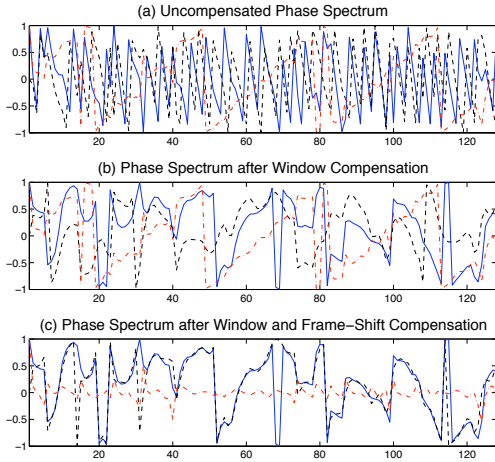 (a) Uncompensated Phase Spectrum
1
0.5
0
−0.5
−1
20 40 60 80 100 120
(b) Phase Spectrum after Window Compensation
1
0.5
0
−0.5
−1
20 40 60 80 100 120
(c) Phase Spectrum after Window and Frame−Shift Compensation
1
0.5
0
−0.5
−1
20 40 60 80 100 120